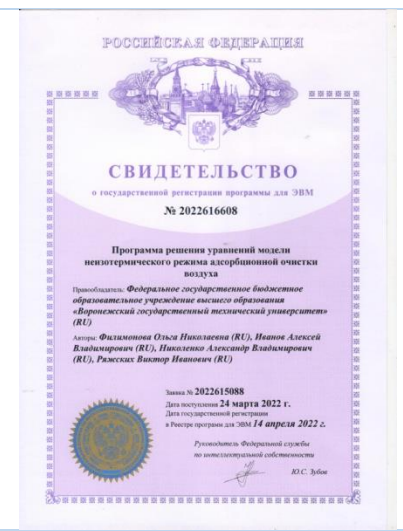 РОССИЙСКАЯ ФЕДЕРАЦИЯ
СВИДЕТЕЛЬСТВО
о государственной регистрации программы для ЭВМ
№ 2022616608
Программа решения уравнений модели
неизотермического режима адсорбционной очистки
воздуха
Правообладатель: Федеральное государственное бюджетное
образовательное учреждение высшего образования
«Воронежский государственный технический университет»
(RU)
Авторы: Филимонова Ольга Николаевна (RU), Иванов Алексей
Владимирович (RU), Николенко Александр Владимирович
(RU), Ряжских Виктор Иванович (RU)
Заявка № 2022615088
Дата поступления 24 марта 2022 г.
Дата государственной регистрации
в Реестре программ для ЭВМ 14 апреля 2022 г.
Руководитель Федеральной службы
по интеллектуальной собственности
Ю.С. Зубов